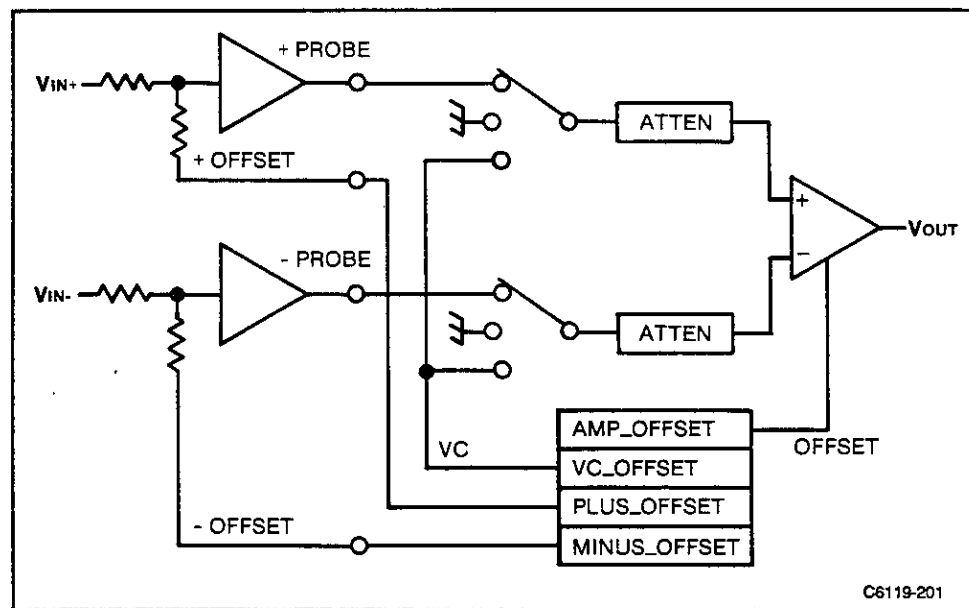 + PROBE
VIN+
ATTEN
+ OFFSET
+
VOUT
- PROBE
−
VIN-
ATTEN
AMP_OFFSET
OFFSET
VC
VC_OFFSET
PLUS_OFFSET
- OFFSET
MINUS_OFFSET
C6119-201